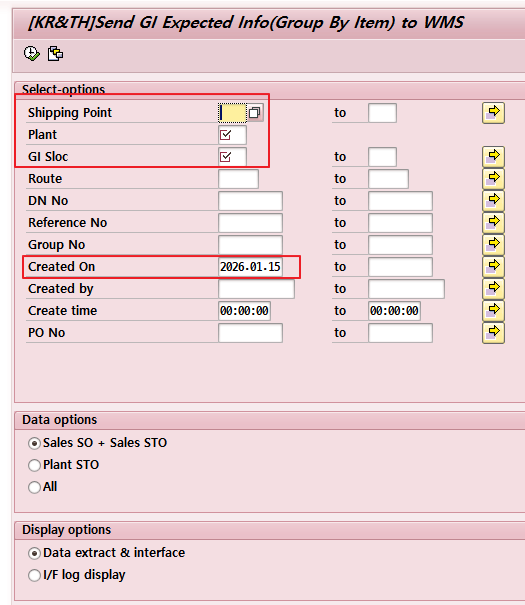 [KR&TH]Send GI Expected Info(Group By Item) to WMS
Select-options
Shipping Point to
Plant
GI Sloc to
Route to
DN No to
Reference No to
Group No to
Created On 2026.01.15 to
Created by to
Create time 00:00:00 to 00:00:00
PO No to
Data options
Sales SO + Sales STO
Plant STO
All
Display options
Data extract & interface
I/F log display